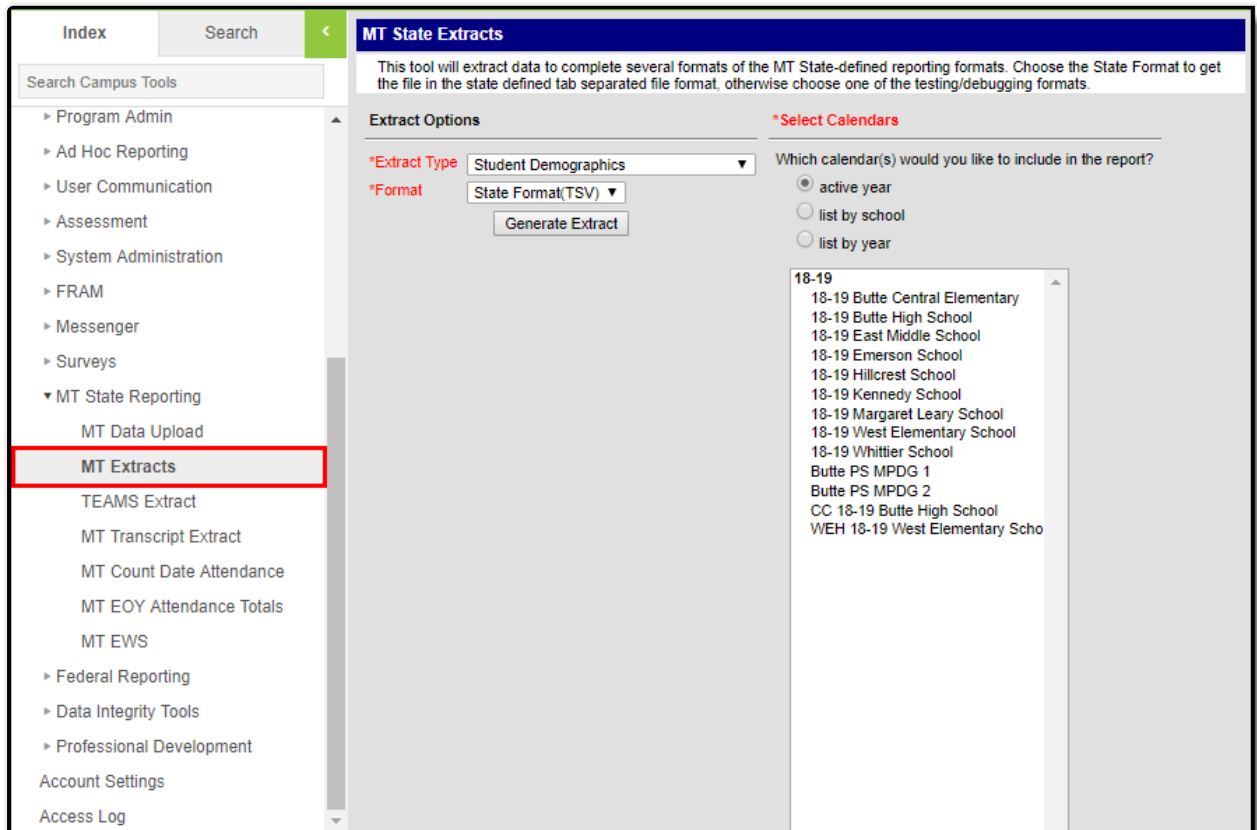 Index
Search
Search Campus Tools
Program Admin
Ad Hoc Reporting
User Communication
Assessment
System Administration
FRAM
Messenger
Surveys
MT State Reporting
MT Data Upload
MT Extracts
TEAMS Extract
MT Transcript Extract
MT Count Date Attendance
MT EOY Attendance Totals
MT EWS
Federal Reporting
Data Integrity Tools
Professional Development
Account Settings
Access Log
MT State Extracts
This tool will extract data to complete several formats of the MT State-defined reporting formats. Choose the State Format to get
the file in the state defined tab separated file format, otherwise choose one of the testing/debugging formats.
Extract Options
*Extract Type Student Demographics
*Format State Format(TSV)
Generate Extract
*Select Calendars
Which calendar(s) would you like to include in the report?
active year
list by school
list by year
18-19
18-19 Butte Central Elementary
18-19 Butte High School
18-19 East Middle School
18-19 Emerson School
18-19 Hillcrest School
18-19 Kennedy School
18-19 Margaret Leary School
18-19 West Elementary School
18-19 Whittier School
Butte PS MPDG 1
Butte PS MPDG 2
CC 18-19 Butte High School
WEH 18-19 West Elementary Scho